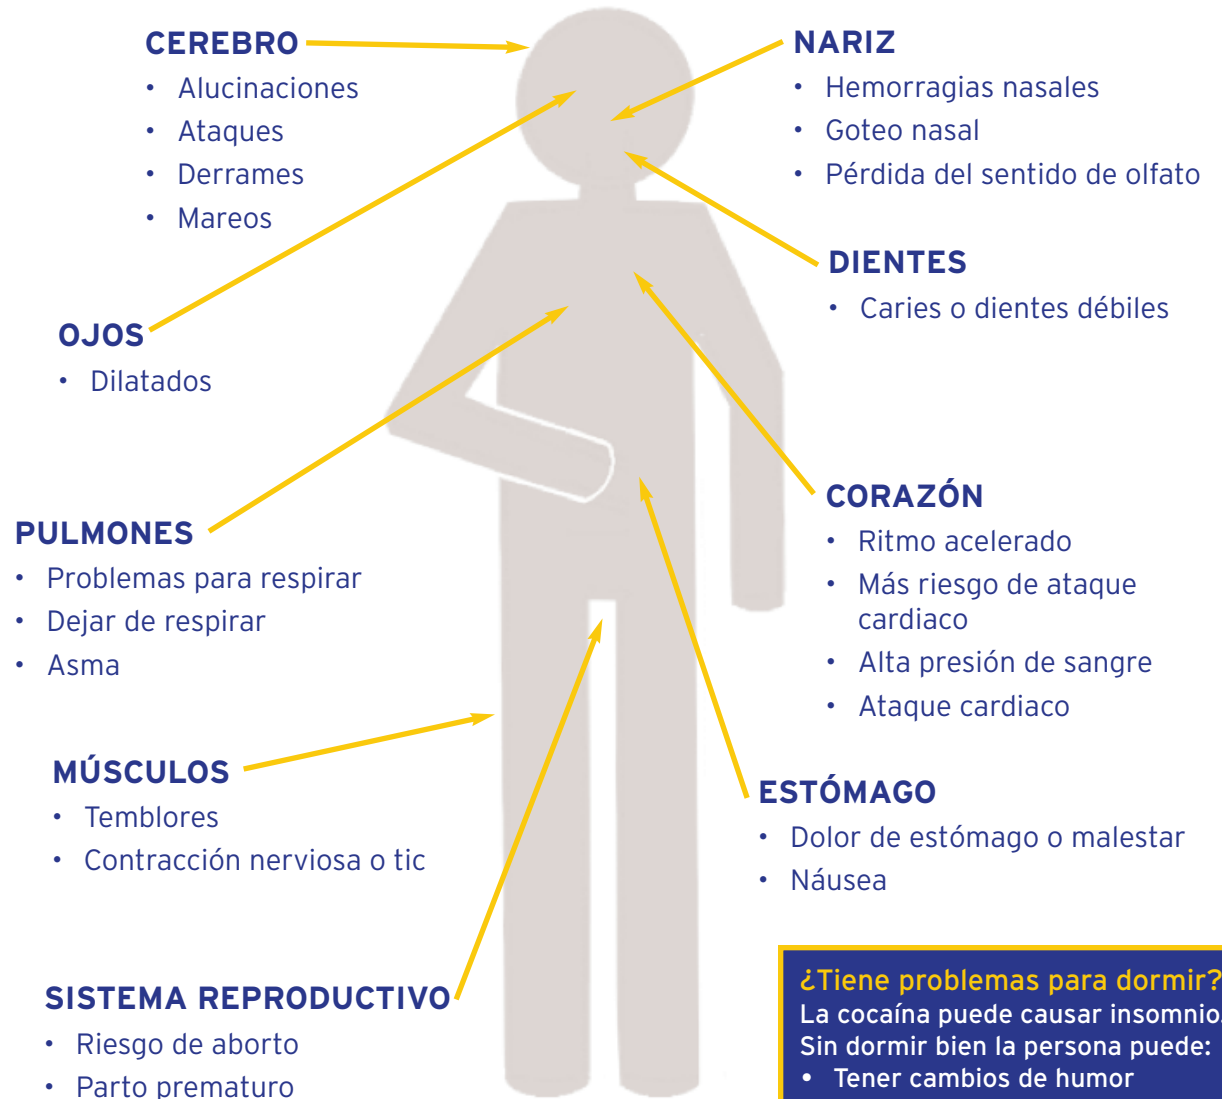 CEREBRO
• Alucinaciones
• Ataques
• Derrames
• Mareos
OJOS
• Dilatados
PULMONES
• Problemas para respirar
• Dejar de respirar
• Asma
MÚSCULOS
• Temblores
• Contracción nerviosa o tic
SISTEMA REPRODUCTIVO
• Riesgo de aborto
• Parto prematuro
NARIZ
• Hemorragias nasales
• Goteo nasal
• Pérdida del sentido de olfato
DIENTES
• Caries o dientes débiles
CORAZÓN
• Ritmo acelerado
• Más riesgo de ataque
cardiaco
• Alta presión de sangre
• Ataque cardiaco
ESTÓMAGO
• Dolor de estómago o malestar
• Náusea
¿Tiene problemas para dormir?
La cocaína puede causar insomnio.
Sin dormir bien la persona puede:
• Tener cambios de humor